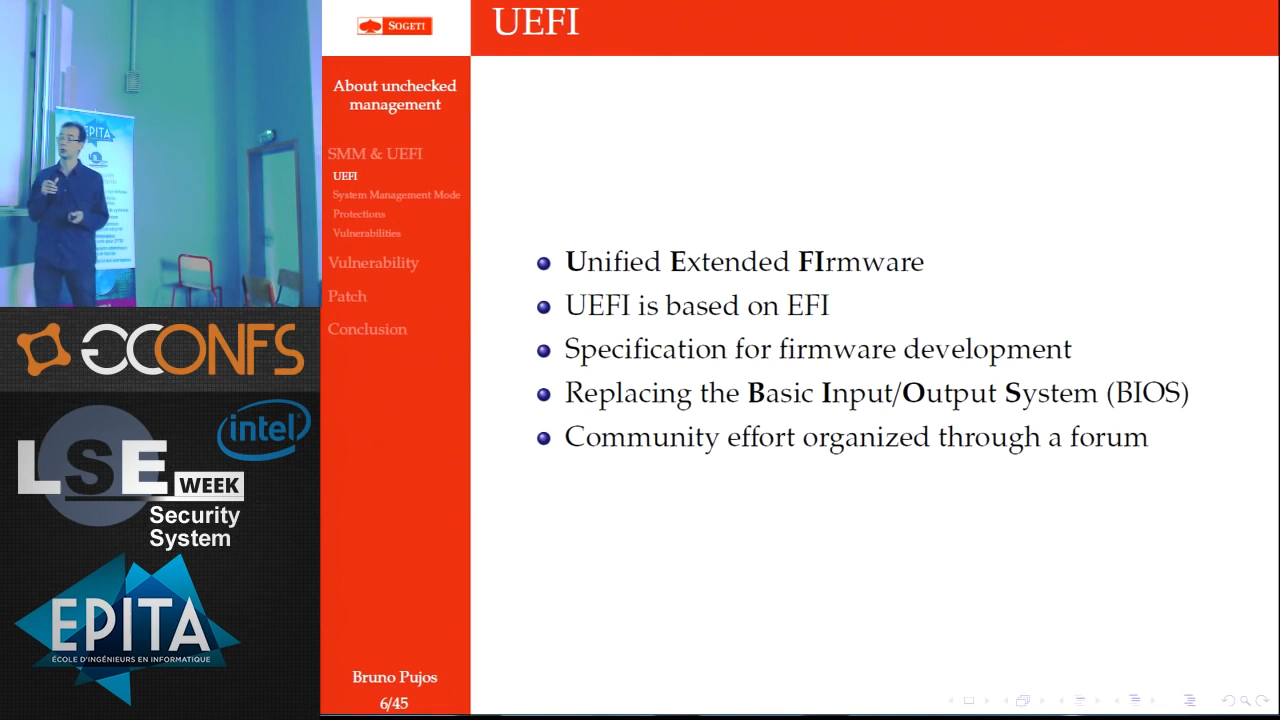 SOGETI
UEFI
About unchecked
management
SMM & UEFI
UEFI
System Management Mode
Protections
Vulnerabilities
Vulnerability
Patch
Conclusion
Unified Extended FIrmware
UEFI is based on EFI
Specification for firmware development
Replacing the Basic Input/Output System (BIOS)
Community effort organized through a forum
Bruno Pujos
6/45
EPITA
GCONFS
intel
LSE
WEEK
Security
System
EPITA
ÉCOLE D'INGÉNIEURS EN INFORMATIQUE